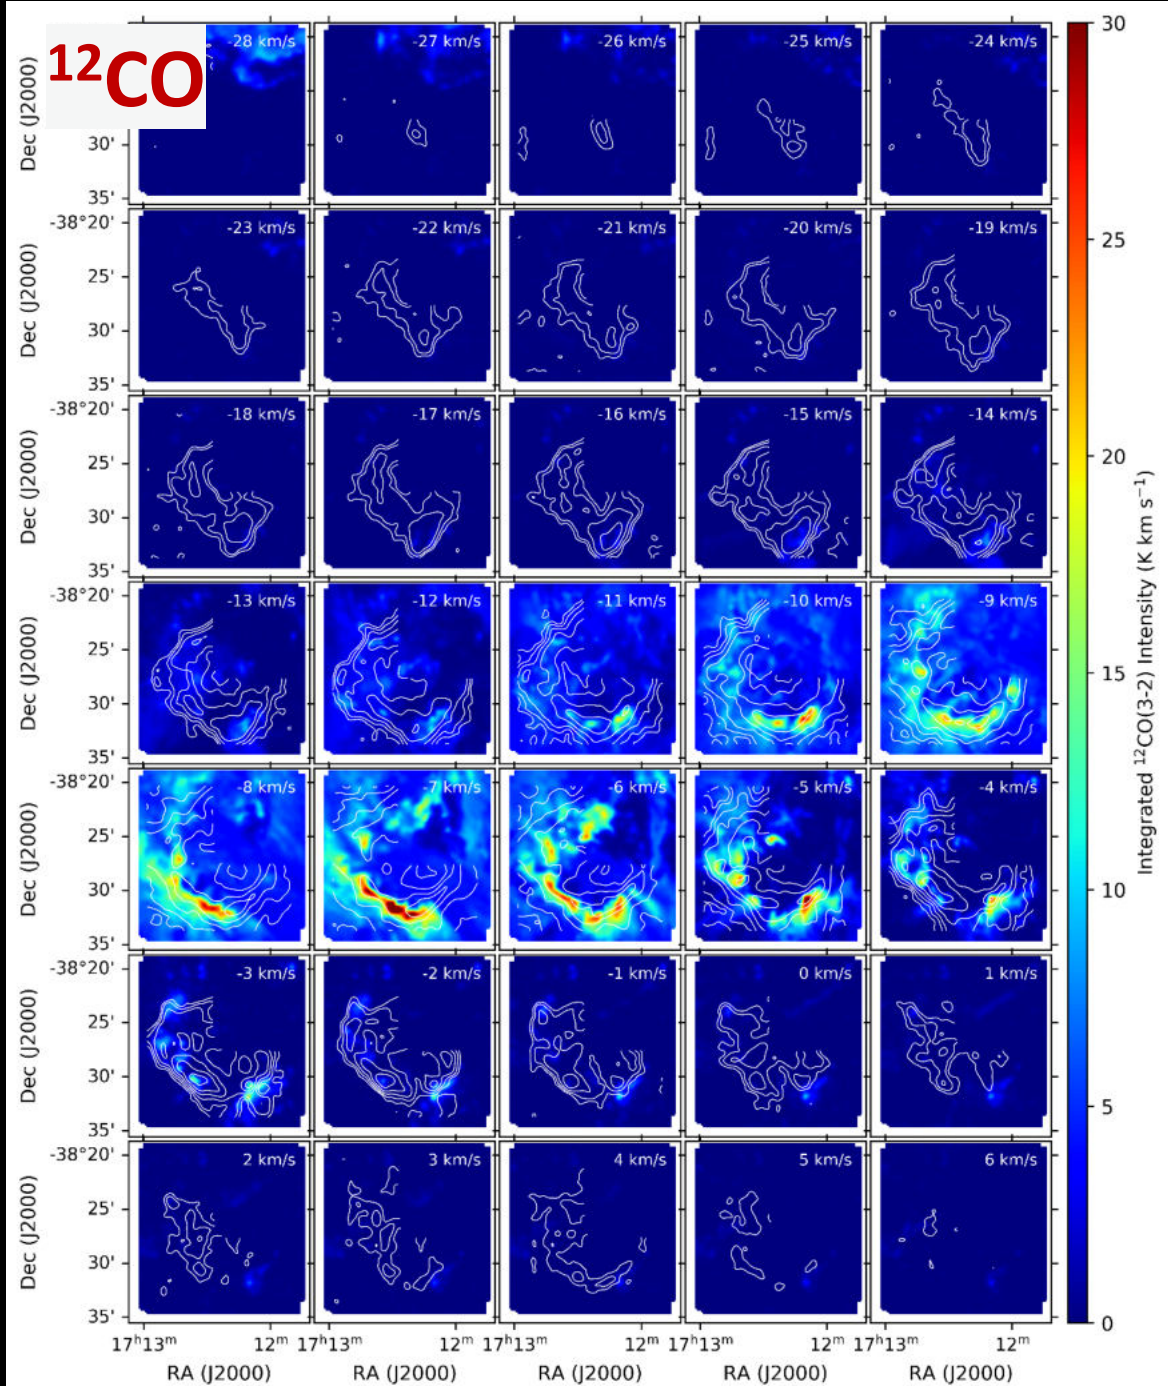 ¹²CO
-28 km/s
-27 km/s
-26 km/s
-25 km/s
-24 km/s
Dec (J2000)
30'
35'
-23 km/s
-22 km/s
-21 km/s
-20 km/s
-19 km/s
Dec (J2000)
-38°20'
25'
30'
35'
-18 km/s
-17 km/s
-16 km/s
-15 km/s
-14 km/s
Dec (J2000)
-38°20'
25'
30'
35'
-13 km/s
-12 km/s
-11 km/s
-10 km/s
-9 km/s
Dec (J2000)
-38°20'
25'
30'
35'
-8 km/s
-7 km/s
-6 km/s
-5 km/s
-4 km/s
Dec (J2000)
-38°20'
25'
30'
35'
-3 km/s
-2 km/s
-1 km/s
0 km/s
1 km/s
Dec (J2000)
-38°20'
25'
30'
35'
2 km/s
3 km/s
4 km/s
5 km/s
6 km/s
Dec (J2000)
-38°20'
25'
30'
35'
17ʰ13ᵐ 12ᵐ 17ʰ13ᵐ 12ᵐ 17ʰ13ᵐ 12ᵐ 17ʰ13ᵐ 12ᵐ 17ʰ13ᵐ 12ᵐ
RA (J2000) RA (J2000) RA (J2000) RA (J2000) RA (J2000)
30
25
20
15
10
5
0
Integrated ¹²CO(3-2) Intensity (K km s⁻¹)